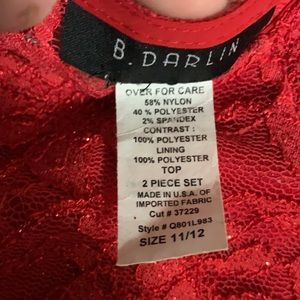 B. DARLIN
OVER FOR CARE
58% NYLON
40 % POLYESTER
2% SPANDEX
CONTRAST :
100% POLYESTER
LINING
100% POLYESTER
TOP
2 PIECE SET
MADE IN U.S.A. OF
IMPORTED FABRIC
Cut # 37229
Style # Q801L983
SIZE 11/12